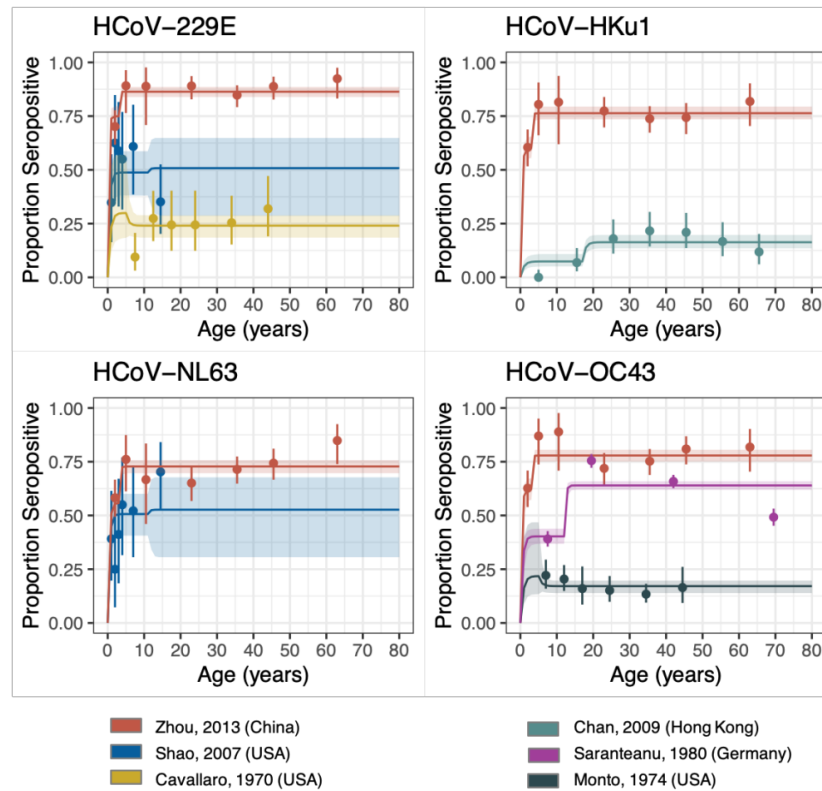 HCoV−229E
Proportion Seropositive
1.00
0.75
0.50
0.25
0.00
0 10 20 30 40 50 60 70 80
Age (years)
HCoV−HKu1
Proportion Seropositive
1.00
0.75
0.50
0.25
0.00
0 10 20 30 40 50 60 70 80
Age (years)
HCoV−NL63
Proportion Seropositive
1.00
0.75
0.50
0.25
0.00
0 10 20 30 40 50 60 70 80
Age (years)
HCoV−OC43
Proportion Seropositive
1.00
0.75
0.50
0.25
0.00
0 10 20 30 40 50 60 70 80
Age (years)
Zhou, 2013 (China)
Shao, 2007 (USA)
Cavallaro, 1970 (USA)
Chan, 2009 (Hong Kong)
Saranteanu, 1980 (Germany)
Monto, 1974 (USA)